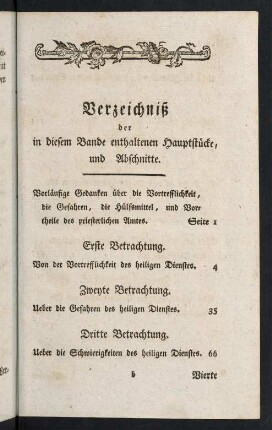 Verzeichniß
der
in diesem Bande enthaltenen Hauptstücke,
und Abschnitte.
Vorläufige Gedanken über die Vortrefflichkeit,
die Gefahren, die Hülfsmittel, und Vor-
theile des priesterlichen Amtes. Seite 1
Erste Betrachtung.
Von der Vortrefflichkeit des heiligen Dienstes. 4
Zweyte Betrachtung.
Ueber die Gefahren des heiligen Dienstes. 35
Dritte Betrachtung.
Ueber die Schwierigkeiten des heiligen Dienstes. 66
b Vierte